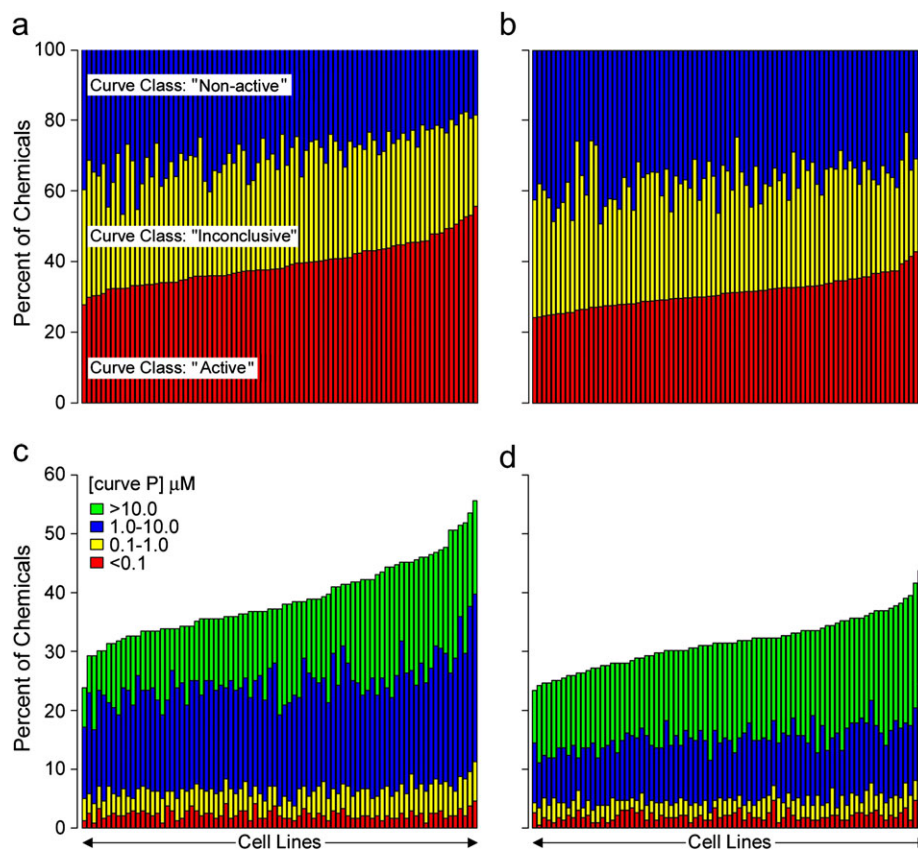 a
b
100
80
60
40
20
0
Percent of Chemicals
Curve Class: "Non-active"
Curve Class: "Inconclusive"
Curve Class: "Active"
c
d
60
50
40
30
20
10
0
Percent of Chemicals
[curve P] μM
>10.0
1.0-10.0
0.1-1.0
<0.1
Cell Lines
Cell Lines